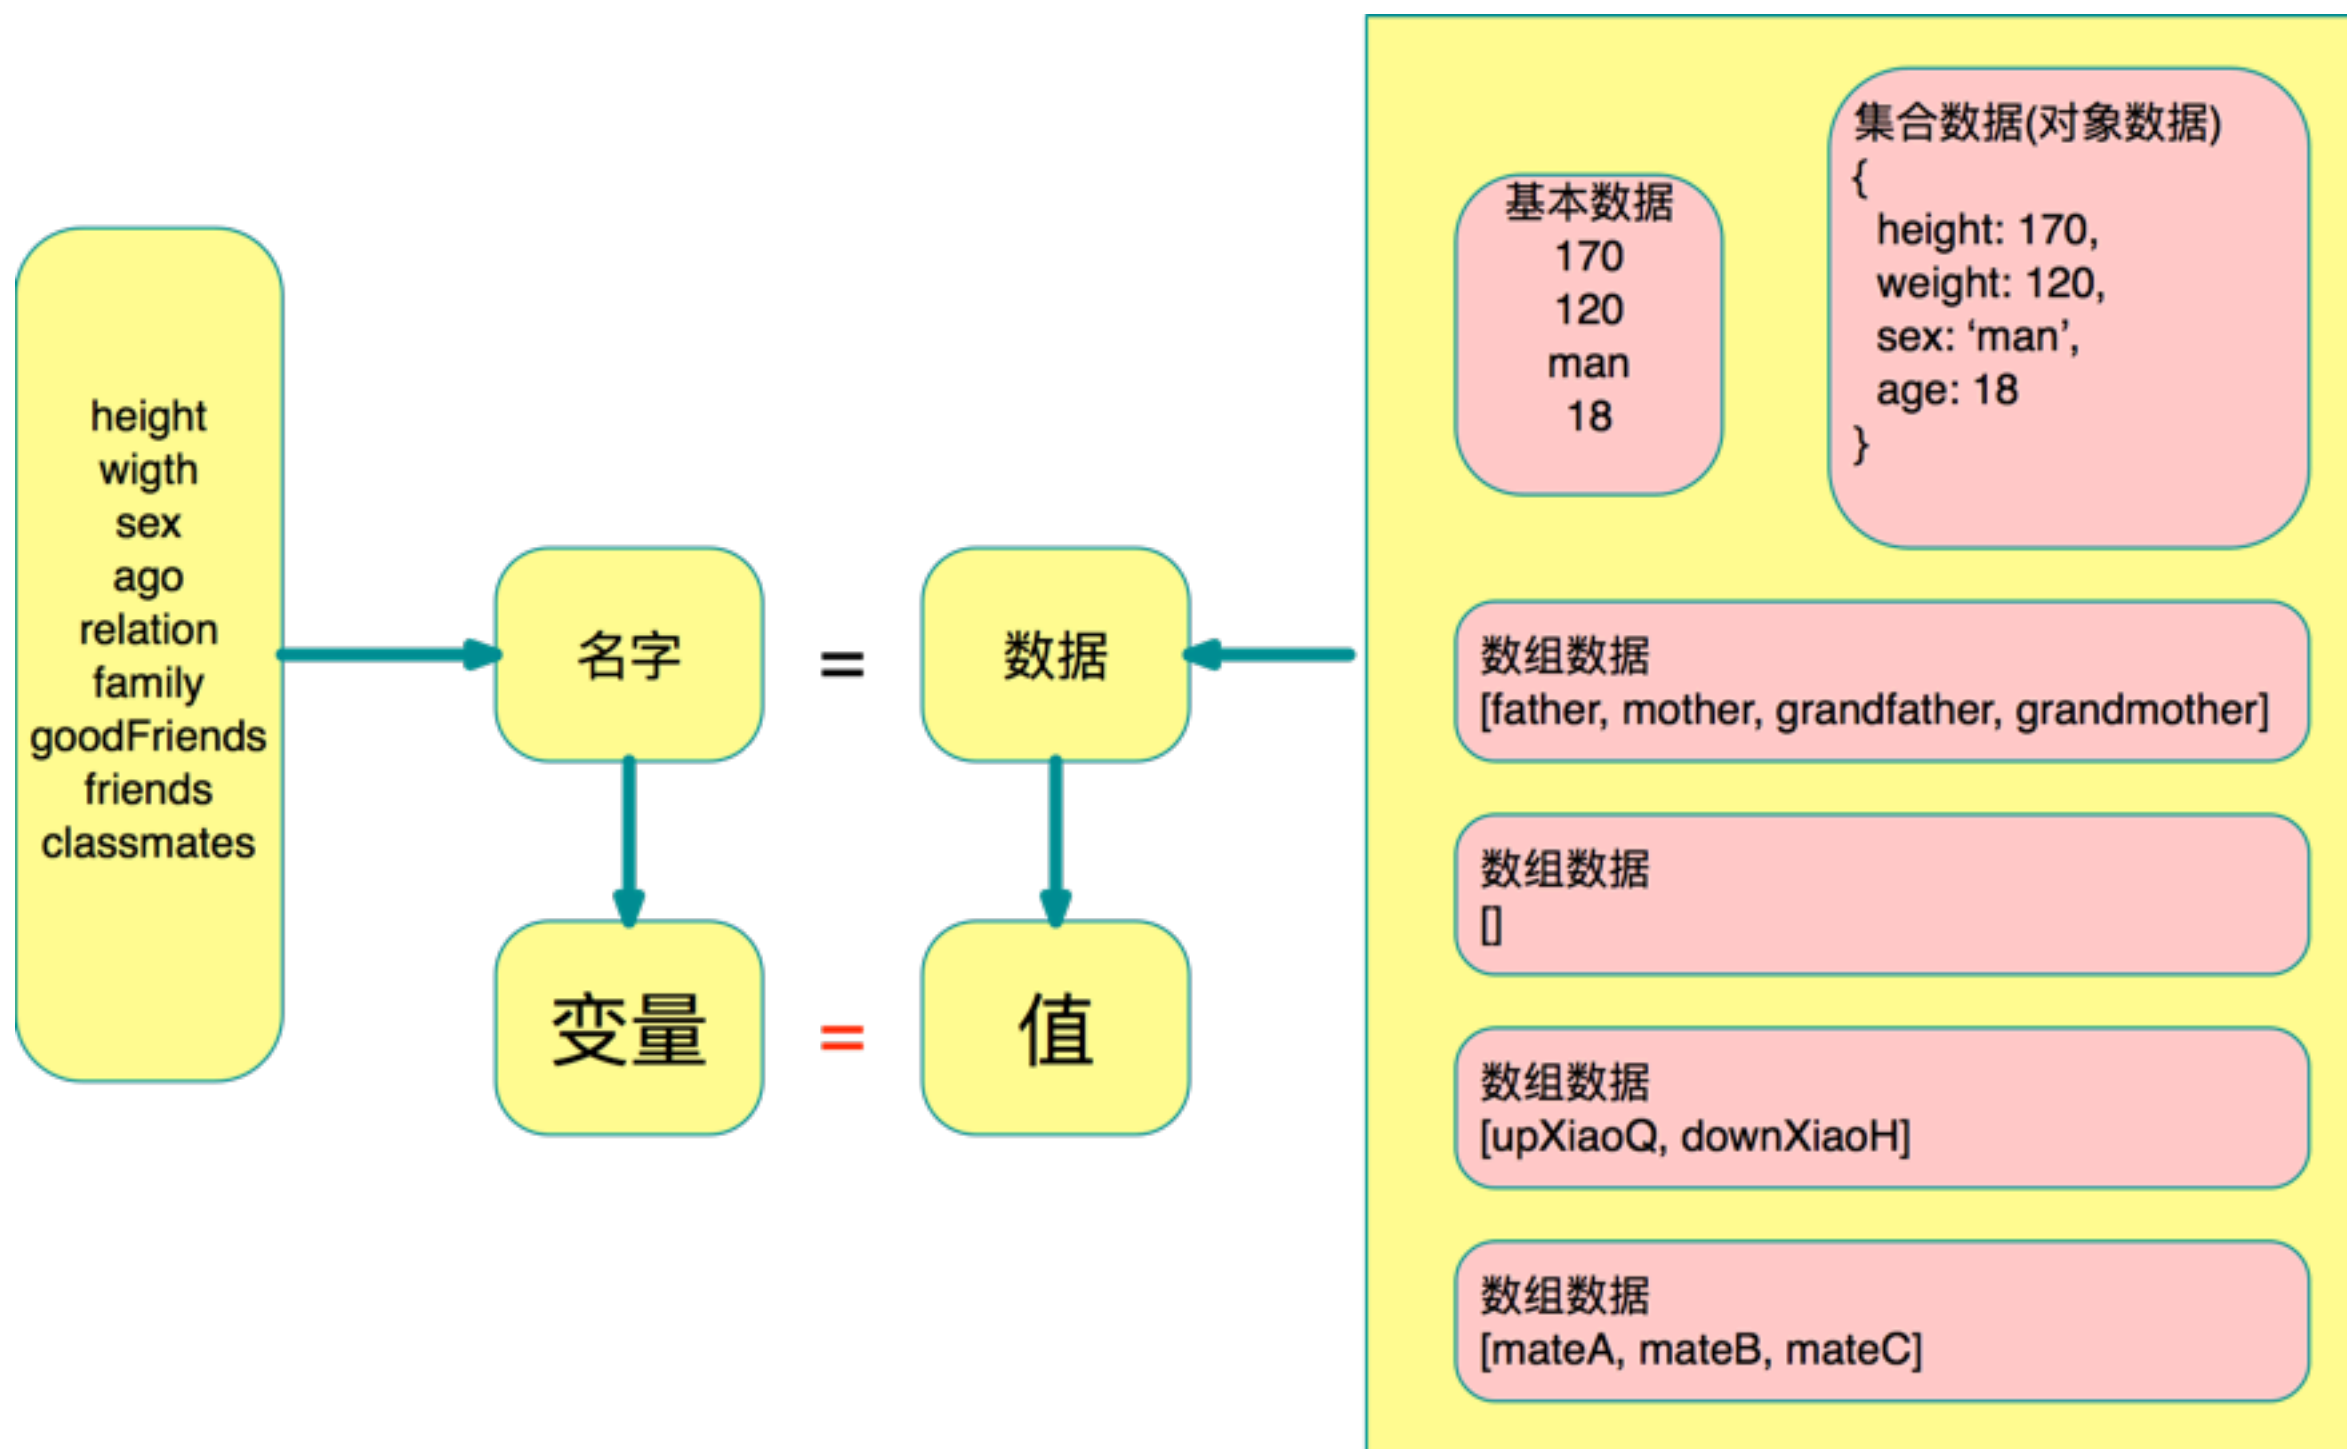 height
wigth
sex
ago
relation
family
goodFriends
friends
classmates
名字
=
数据
变量
=
值
基本数据
170
120
man
18
集合数据(对象数据)
{
height: 170,
weight: 120,
sex: ‘man’,
age: 18
}
数组数据
[father, mother, grandfather, grandmother]
数组数据
[]
数组数据
[upXiaoQ, downXiaoH]
数组数据
[mateA, mateB, mateC]